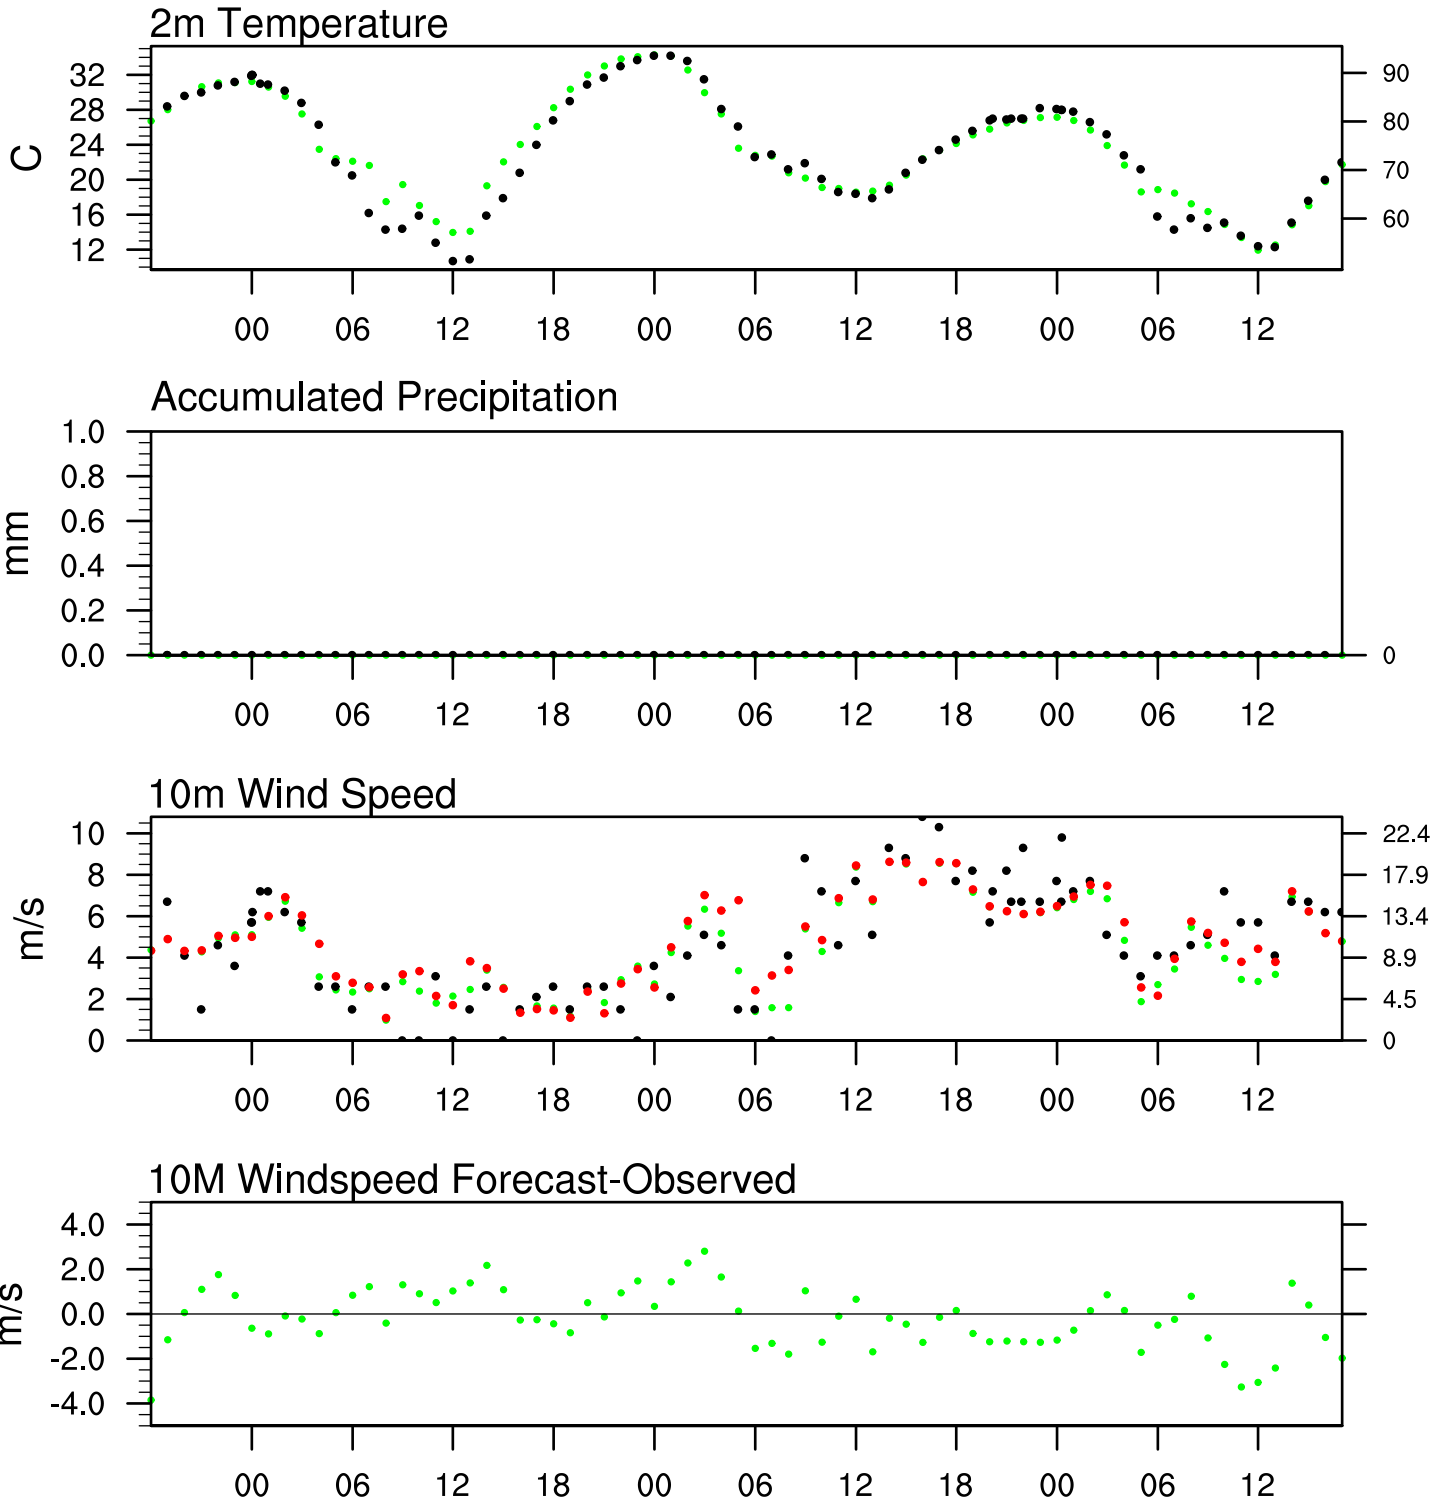 2m Temperature
C
32
28
24
20
16
12
90
80
70
60
00 06 12 18 00 06 12 18 00 06 12
Accumulated Precipitation
mm
1.0
0.8
0.6
0.4
0.2
0.0
0
00 06 12 18 00 06 12 18 00 06 12
10m Wind Speed
m/s
10
8
6
4
2
0
22.4
17.9
13.4
8.9
4.5
0
00 06 12 18 00 06 12 18 00 06 12
10M Windspeed Forecast-Observed
m/s
4.0
2.0
0.0
-2.0
-4.0
00 06 12 18 00 06 12 18 00 06 12